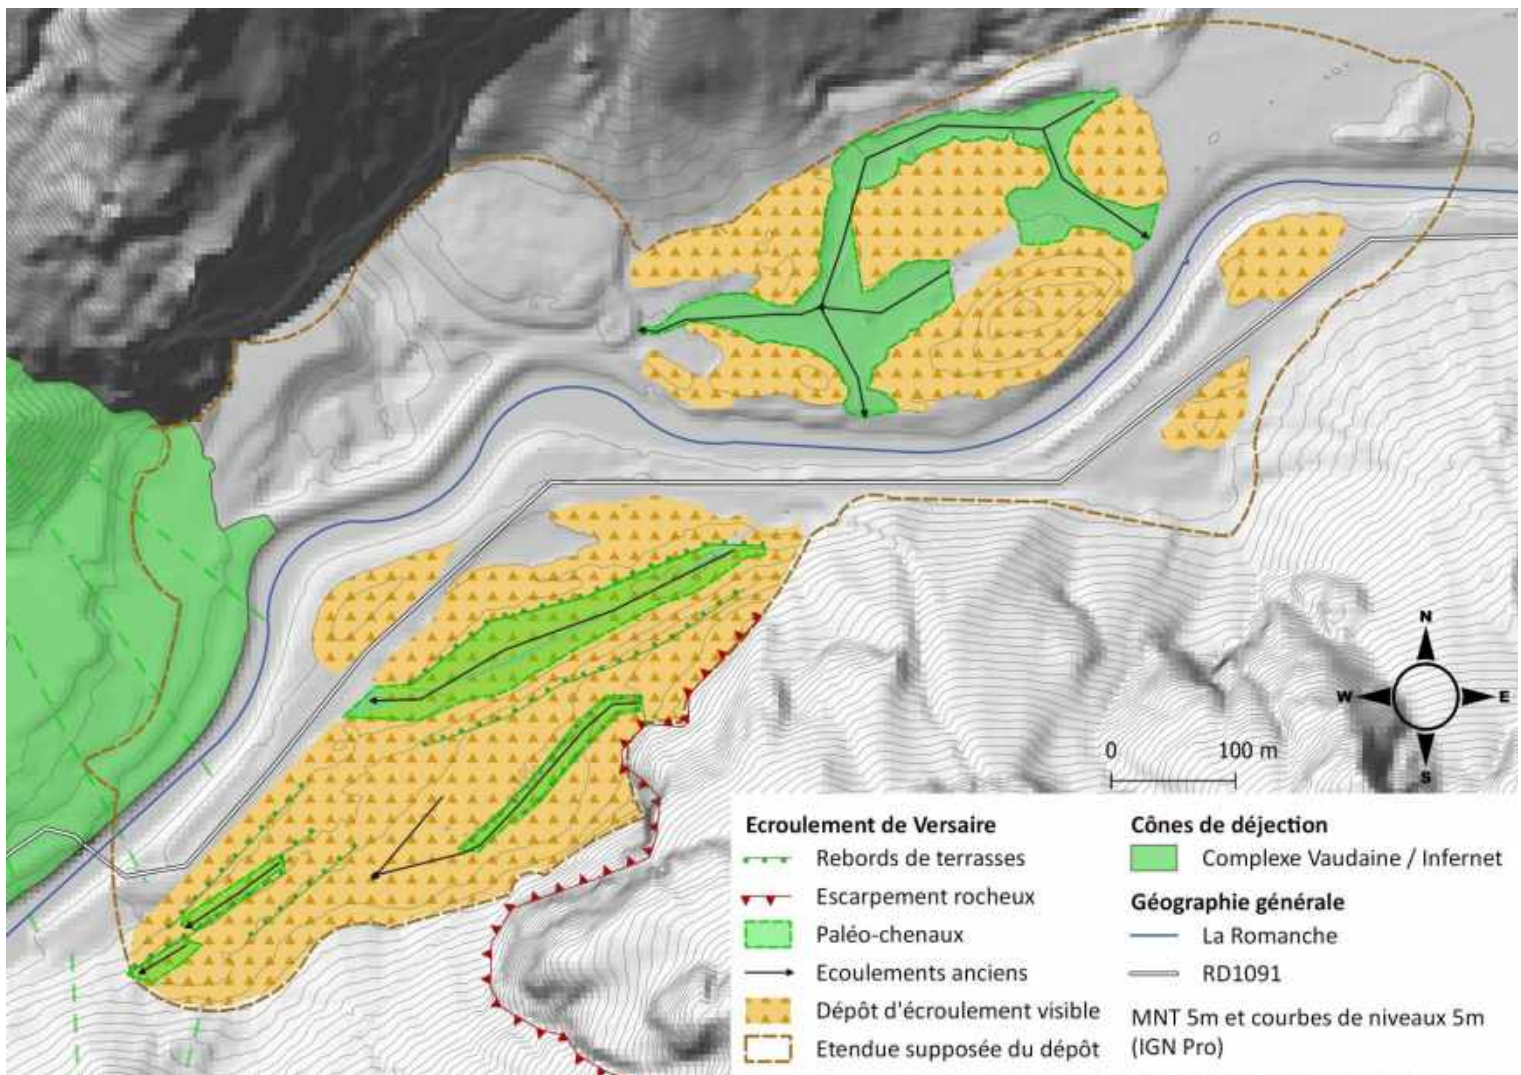 N
W
E
S
0
100 m
Ecroulement de Versaire
Rebords de terrasses
Escarpement rocheux
Paléo-chenaux
Ecoulements anciens
Dépôt d'écroulement visible
Etendue supposée du dépôt
Cônes de déjection
Complexe Vaudaine / Infernet
Géographie générale
La Romanche
RD1091
MNT 5m et courbes de niveaux 5m
(IGN Pro)